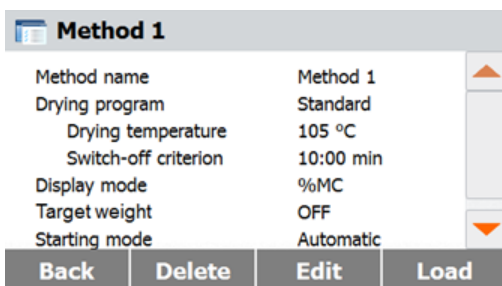 Method 1
Method name Method 1
Drying program Standard
Drying temperature 105 ºC
Switch-off criterion 10:00 min
Display mode %MC
Target weight OFF
Starting mode Automatic
Back Delete Edit Load